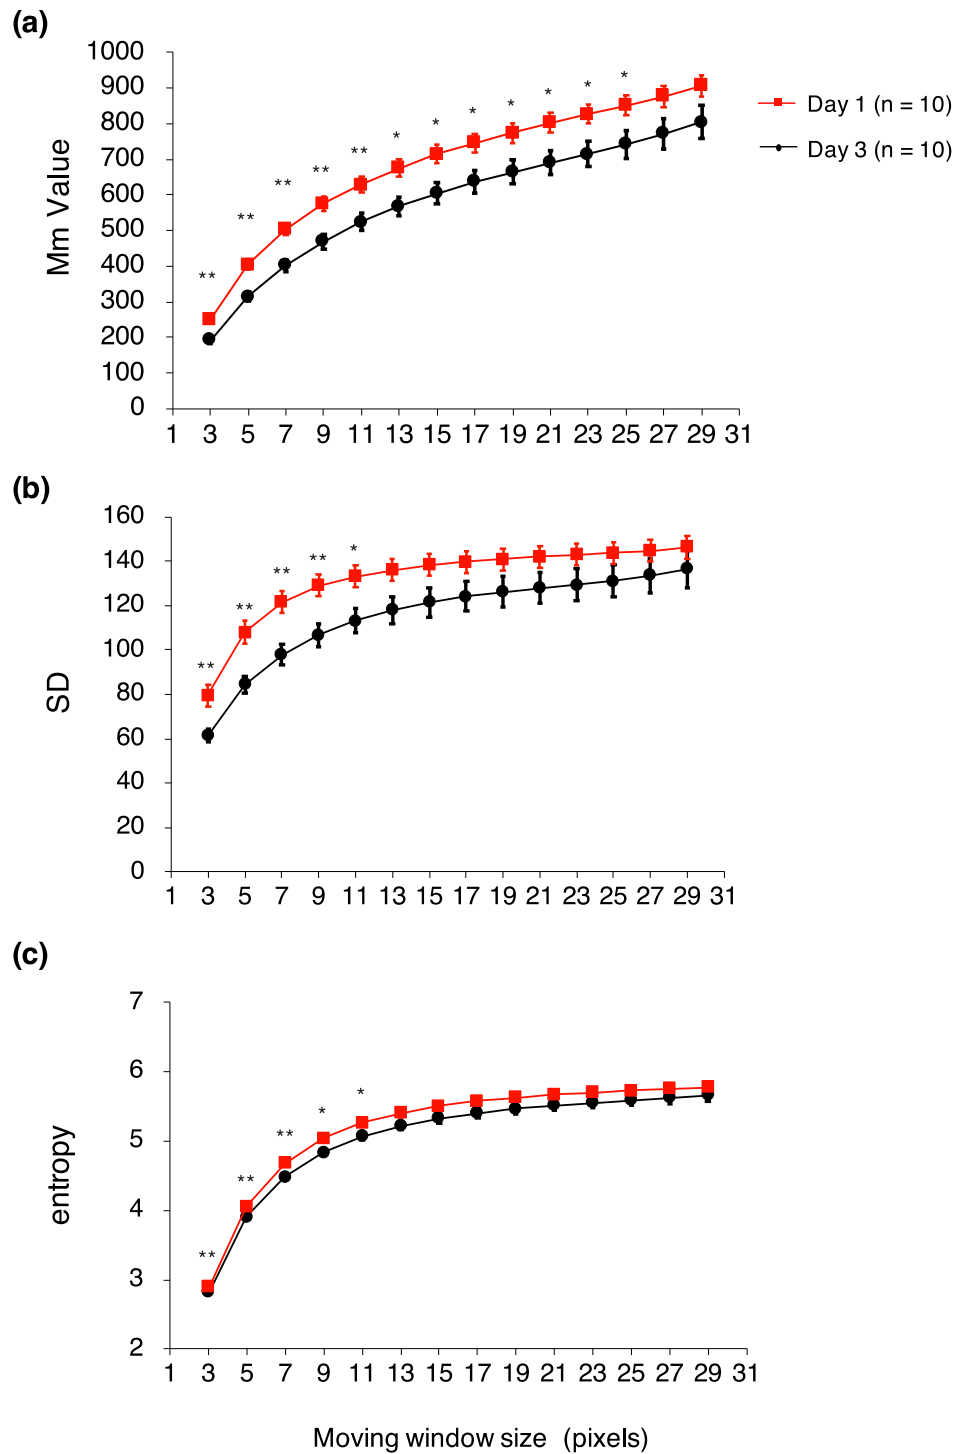 (a)
1000
900
800
700
600
500
400
300
200
100
0
Mm Value
** ** ** ** ** * * * * * * *
1 3 5 7 9 11 13 15 17 19 21 23 25 27 29 31
Day 1 (n = 10)
Day 3 (n = 10)
(b)
160
140
120
100
80
60
40
20
0
SD
** ** ** ** *
1 3 5 7 9 11 13 15 17 19 21 23 25 27 29 31
(c)
7
6
5
4
3
2
entropy
** ** ** * *
1 3 5 7 9 11 13 15 17 19 21 23 25 27 29 31
Moving window size (pixels)